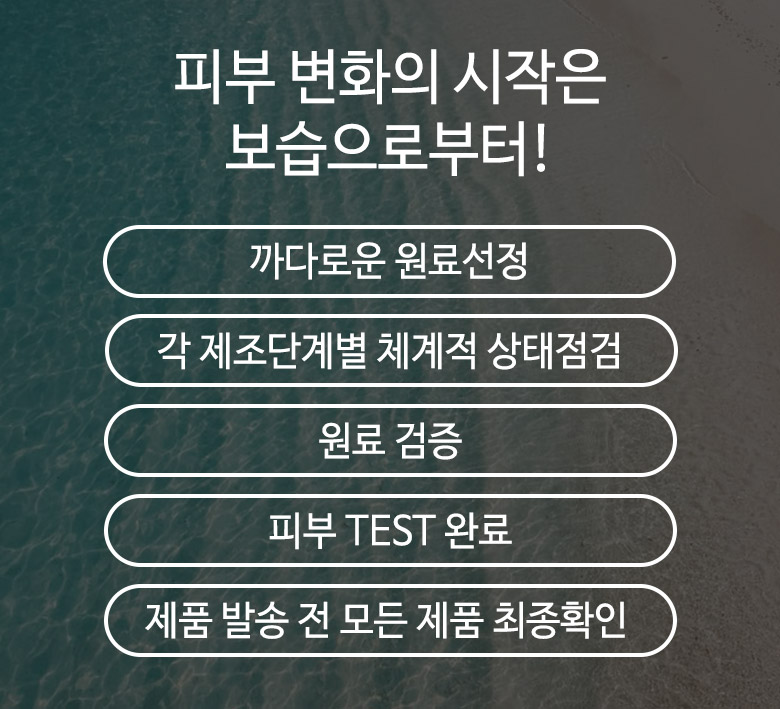 피부 변화의 시작은
보습으로부터!
까다로운 원료선정
각 제조단계별 체계적 상태점검
원료 검증
피부 TEST 완료
제품 발송 전 모든 제품 최종확인